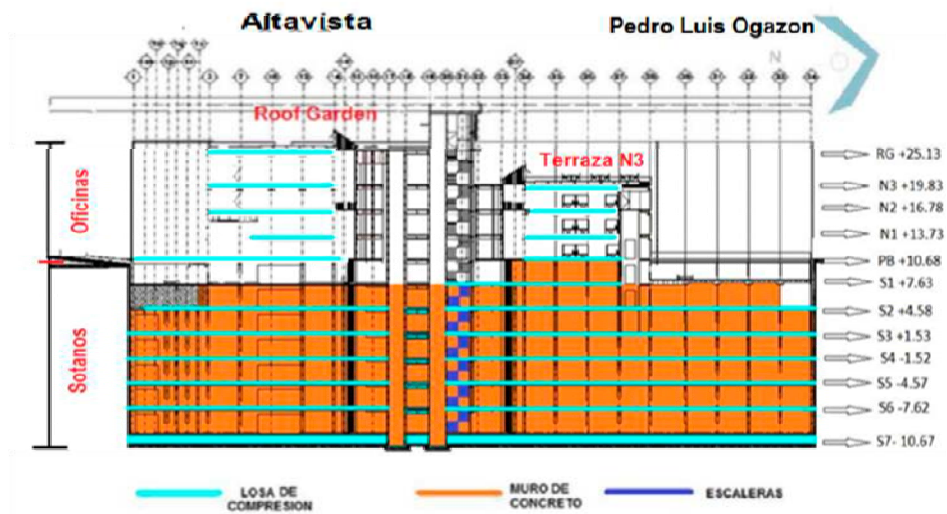 Altavista
Pedro Luis Ogazon
N
Roof Garden
Terraza N3
Oficinas
Sotanos
RG +25.13
N3 +19.83
N2 +16.78
N1 +13.73
PB +10.68
S1 +7.63
S2 +4.58
S3 +1.53
S4 -1.52
S5 -4.57
S6 -7.62
S7- 10.67
LOSA DE
COMPRESION
MURO DE
CONCRETO
ESCALERAS